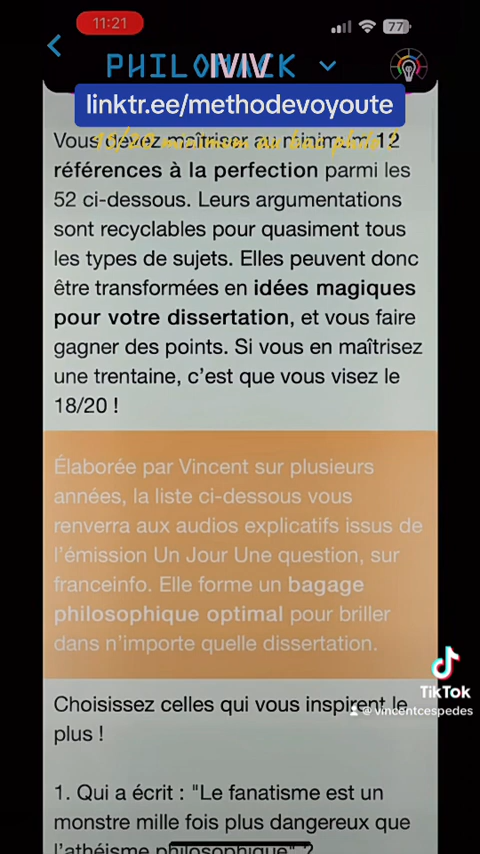 11:21
77
PHILOWACK
linktr.ee/methodevoyoute
Vous devez maîtriser au minimum 12
références à la perfection parmi les
52 ci-dessous. Leurs argumentations
sont recyclables pour quasiment tous
les types de sujets. Elles peuvent donc
être transformées en idées magiques
pour votre dissertation, et vous faire
gagner des points. Si vous en maîtrisez
une trentaine, c’est que vous visez le
18/20 !
Élaborée par Vincent sur plusieurs
années, la liste ci-dessous vous
renverra aux audios explicatifs issus de
l’émission Un Jour Une question, sur
franceinfo. Elle forme un bagage
philosophique optimal pour briller
dans n’importe quelle dissertation.
TikTok
Choisissez celles qui vous inspirent le
@vincentcespedes
plus !
1. Qui a écrit : "Le fanatisme est un
monstre mille fois plus dangereux que
l’athéisme philosophique" ?